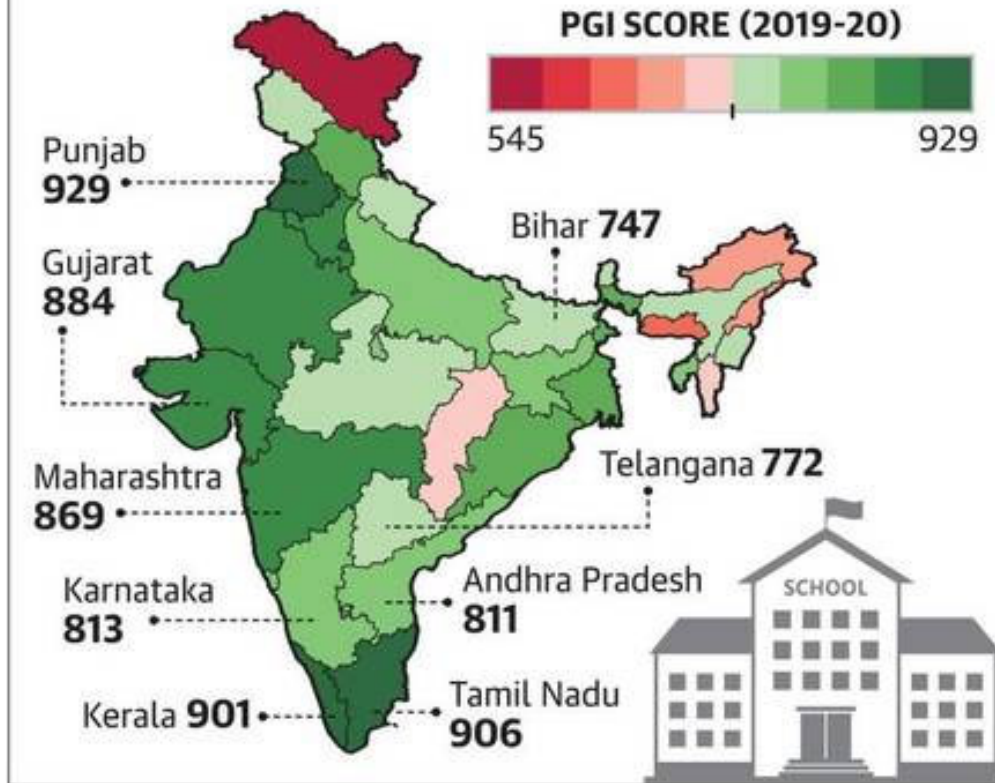 PGI SCORE (2019-20)
545
929
Punjab
929
Bihar 747
Gujarat
884
Maharashtra
869
Telangana 772
Karnataka
813
Andhra Pradesh
811
SCHOOL
Kerala 901
Tamil Nadu
906